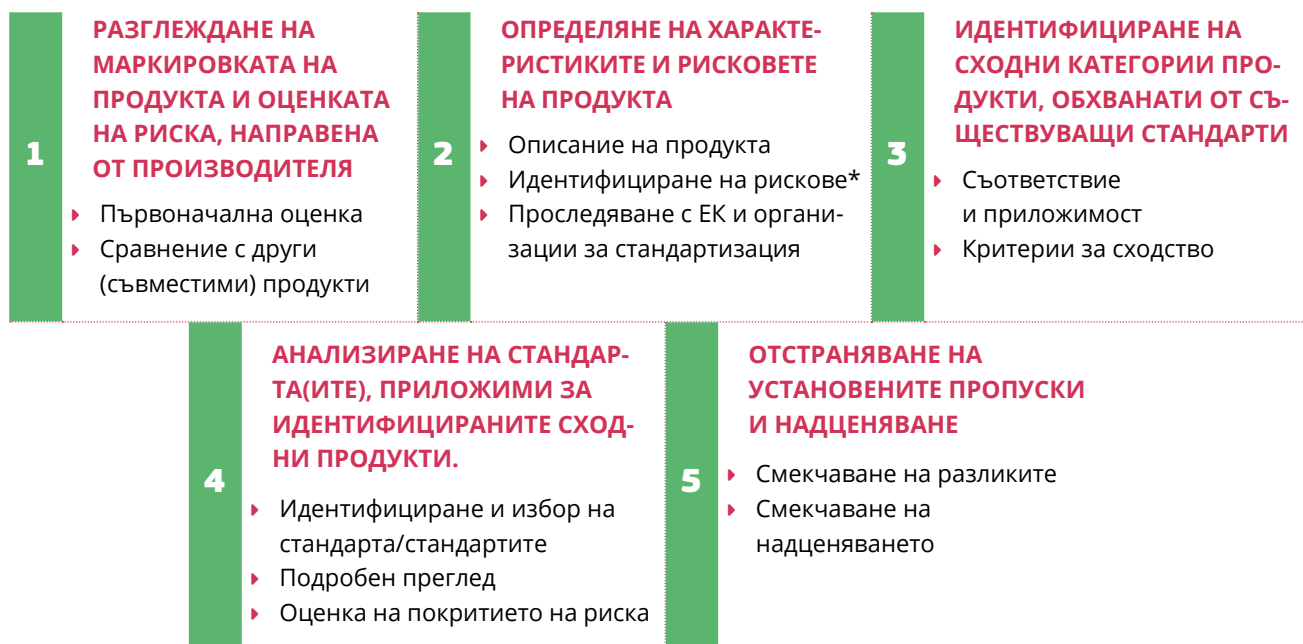 1
РАЗГЛЕЖДАНЕ НА
МАРКИРОВКАТА НА
ПРОДУКТА И ОЦЕНКАТА
НА РИСКА, НАПРАВЕНА
ОТ ПРОИЗВОДИТЕЛЯ
Първоначална оценка
Сравнение с други
(съвместими) продукти
2
ОПРЕДЕЛЯНЕ НА ХАРАКТЕ-
РИСТИКИТЕ И РИСКОВЕТЕ
НА ПРОДУКТА
Описание на продукта
Идентифициране на рискове*
Проследяване с ЕК и органи-
зации за стандартизация
3
ИДЕНТИФИЦИРАНЕ НА
СХОДНИ КАТЕГОРИИ ПРО-
ДУКТИ, ОБХВАНАТИ ОТ СЪ-
ЩЕСТВУВАЩИ СТАНДАРТИ
Съответствие
и приложимост
Критерии за сходство
4
АНАЛИЗИРАНЕ НА СТАНДАР-
ТА(ИТЕ), ПРИЛОЖИМИ ЗА
ИДЕНТИФИЦИРАНИТЕ СХОД-
НИ ПРОДУКТИ.
Идентифициране и избор на
стандарта/стандартите
Подробен преглед
Оценка на покритието на риска
5
ОТСТРАНЯВАНЕ НА
УСТАНОВЕНИТЕ ПРОПУСКИ
И НАДЦЕНЯВАНЕ
Смекчаване на разликите
Смекчаване на
надценяването